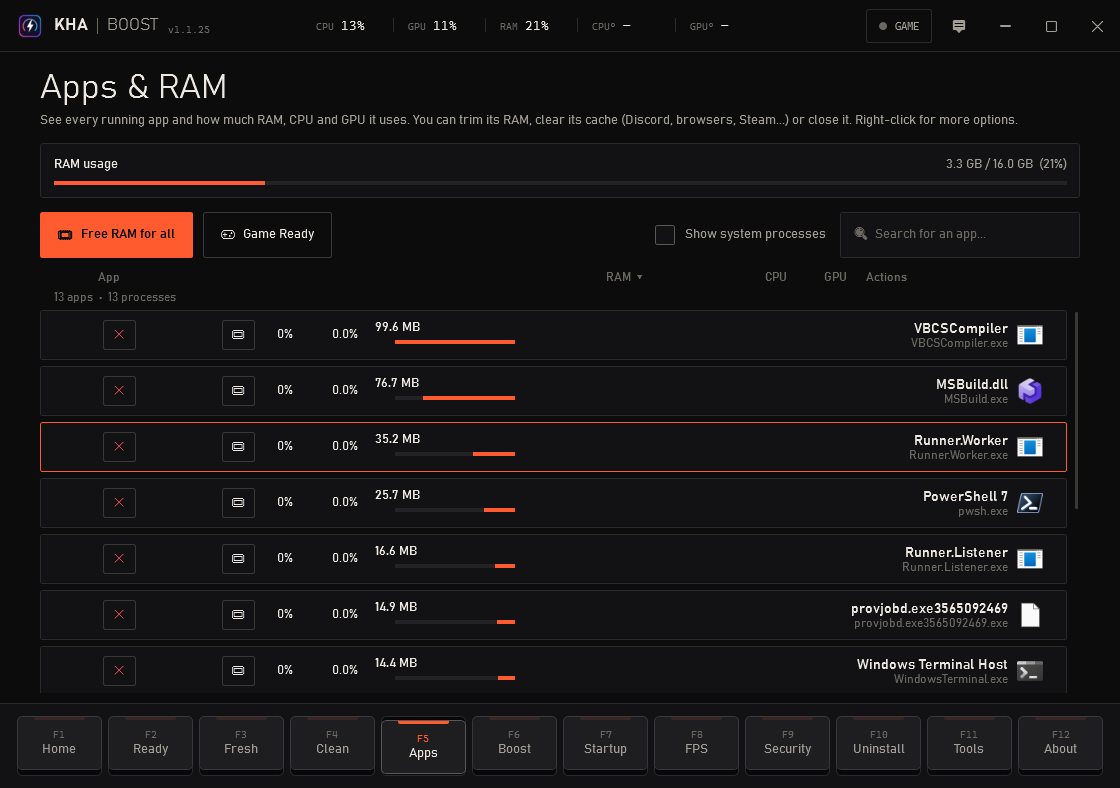 KHA | BOOST v1.1.25 CPU 13% GPU 11% RAM 21% CPU° — GPU° — GAME
Apps & RAM
See every running app and how much RAM, CPU and GPU it uses. You can trim its RAM, clear its cache (Discord, browsers, Steam...) or close it. Right-click for more options.
RAM usage 3.3 GB / 16.0 GB (21%)
Free RAM for all Game Ready Show system processes Search for an app...
App RAM ▾ CPU GPU Actions
13 apps • 13 processes
0% 0.0% 99.6 MB VBCSCompiler
VBCSCompiler.exe
0% 0.0% 76.7 MB MSBuild.dll
MSBuild.exe
0% 0.0% 35.2 MB Runner.Worker
Runner.Worker.exe
0% 0.0% 25.7 MB PowerShell 7
pwsh.exe
0% 0.0% 16.6 MB Runner.Listener
Runner.Listener.exe
0% 0.0% 14.9 MB provjobd.exe3565092469
provjobd.exe3565092469.exe
0% 0.0% 14.4 MB Windows Terminal Host
WindowsTerminal.exe
F1 F2 F3 F4 F5 F6 F7 F8 F9 F10 F11 F12
Home Ready Fresh Clean Apps Boost Startup FPS Security Uninstall Tools About